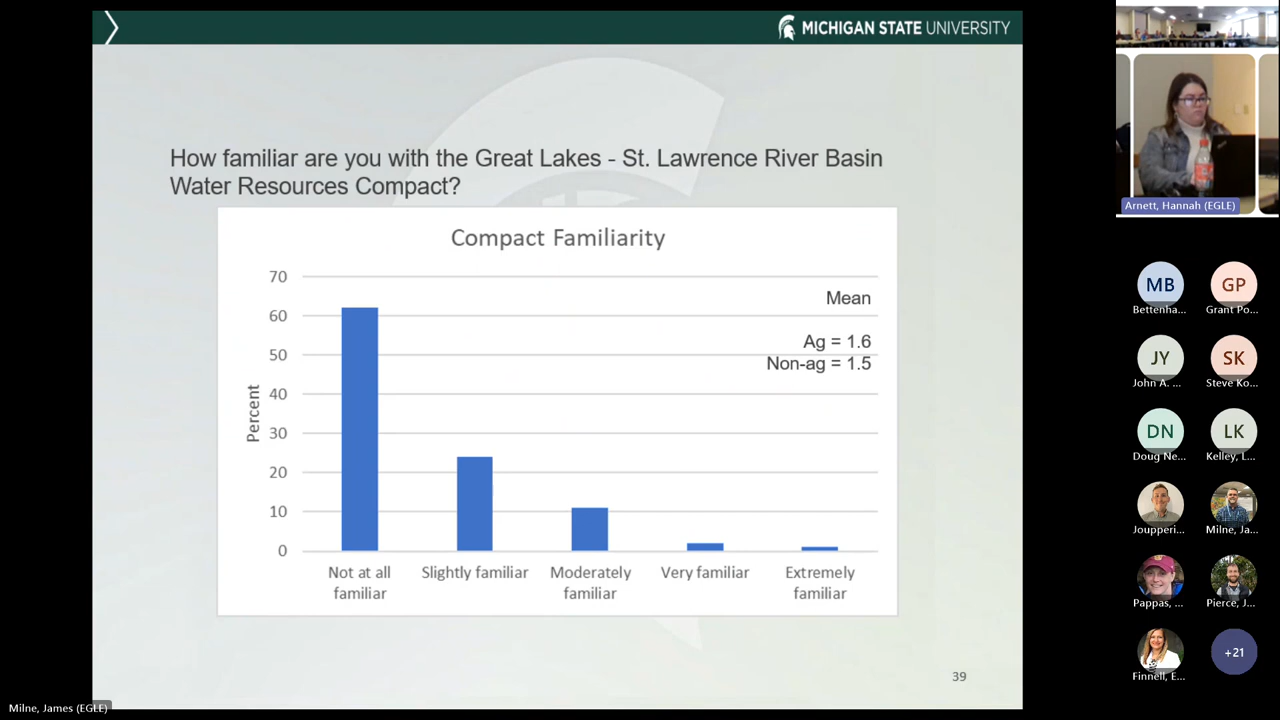 MICHIGAN STATE UNIVERSITY
How familiar are you with the Great Lakes - St. Lawrence River Basin
Water Resources Compact?
Compact Familiarity
70
60
50
40
30
20
10
0
Percent
Mean
Ag = 1.6
Non-ag = 1.5
Not at all
familiar
Slightly familiar
Moderately
familiar
Very familiar
Extremely
familiar
39
Milne, James (EGLE)
Arnett, Hannah (EGLE)
MB
Bettenha...
GP
Grant Po...
JY
John A. ...
SK
Steve Ko...
DN
Doug Ne...
LK
Kelley, L...
Jouppéri...
Milne, Ja...
Pappas, ...
Pierce, J...
Finnell, E...
+21